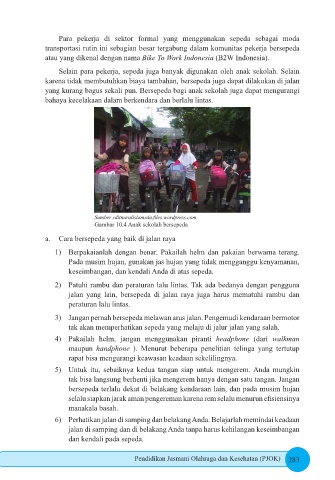 Para pekerja di sektor formal yang menggunakan sepeda sebagai moda
transportasi rutin ini sebagian besar tergabung dalam komunitas pekerja bersepeda
atau yang dikenal dengan nama Bike To Work Indonesia (B2W Indonesia).
Selain para pekerja, sepeda juga banyak digunakan oleh anak sekolah. Selain
karena tidak membutuhkan biaya tambahan, bersepeda juga dapat dilakukan di jalan
yang kurang bagus sekali pun. Bersepeda bagi anak sekolah juga dapat mengurangi
bahaya kecelakaan dalam berkendara dan berlalu lintas.
Gambar 10.4 Anak sekolah bersepeda
a. Cara bersepeda yang baik di jalan raya
1) Berpakaianlah dengan benar. Pakailah helm dan pakaian berwarna terang.
Pada musim hujan, gunakan jas hujan yang tidak mengganggu kenyamanan,
keseimbangan, dan kendali Anda di atas sepeda.
2) Patuhi rambu dan peraturan lalu lintas. Tak ada bedanya dengan pengguna
jalan yang lain, bersepeda di jalan raya juga harus mematuhi rambu dan
peraturan lalu lintas.
3) Jangan pernah bersepeda melawan arus jalan. Pengemudi kendaraan bermotor
tak akan memperhatikan sepeda yang melaju di jalur jalan yang salah.
4) Pakailah helm, jangan menggunakan piranti headphone (dari walkman
maupun handphone ). Menurut beberapa penelitian telinga yang tertutup
rapat bisa mengurangi keawasan keadaan sekelilingnya.
5) Untuk itu, sebaiknya kedua tangan siap untuk mengerem. Anda mungkin
tak bisa langsung berhenti jika mengerem hanya dengan satu tangan. Jangan
bersepeda terlalu dekat di belakang kendaraan lain, dan pada musim hujan
selalu siapkan jarak aman pengereman karena rem selalu menurun efisiensinya
manakala basah.
6) Perhatikan jalan di samping dan belakang Anda. Belajarlah memindai keadaan
jalan di samping dan di belakang Anda tanpa harus kehilangan keseimbangan
dan kendali pada sepeda.
Pendidikan Jasmani Olahraga dan Kesehatan (PJOK) 283